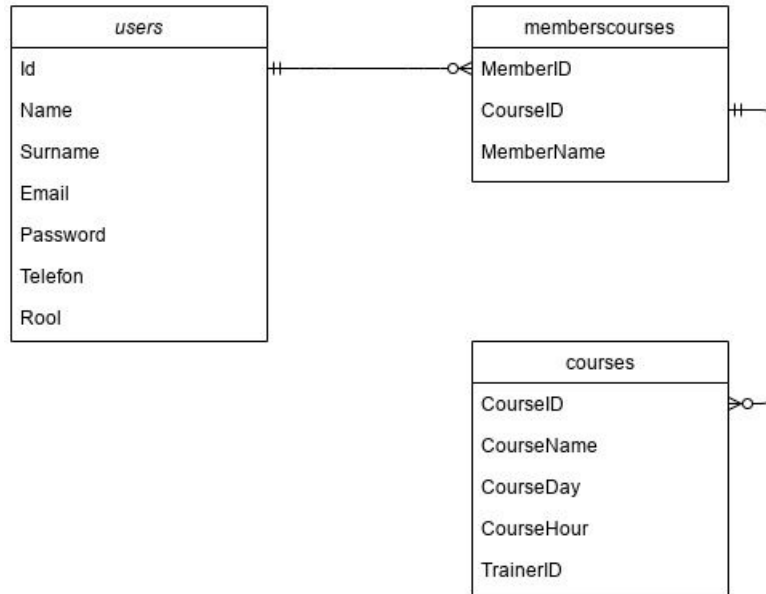 users
Id
Name
Surname
Email
Password
Telefon
Rool
memberscourses
MemberID
CourseID
MemberName
courses
CourseID
CourseName
CourseDay
CourseHour
TrainerID